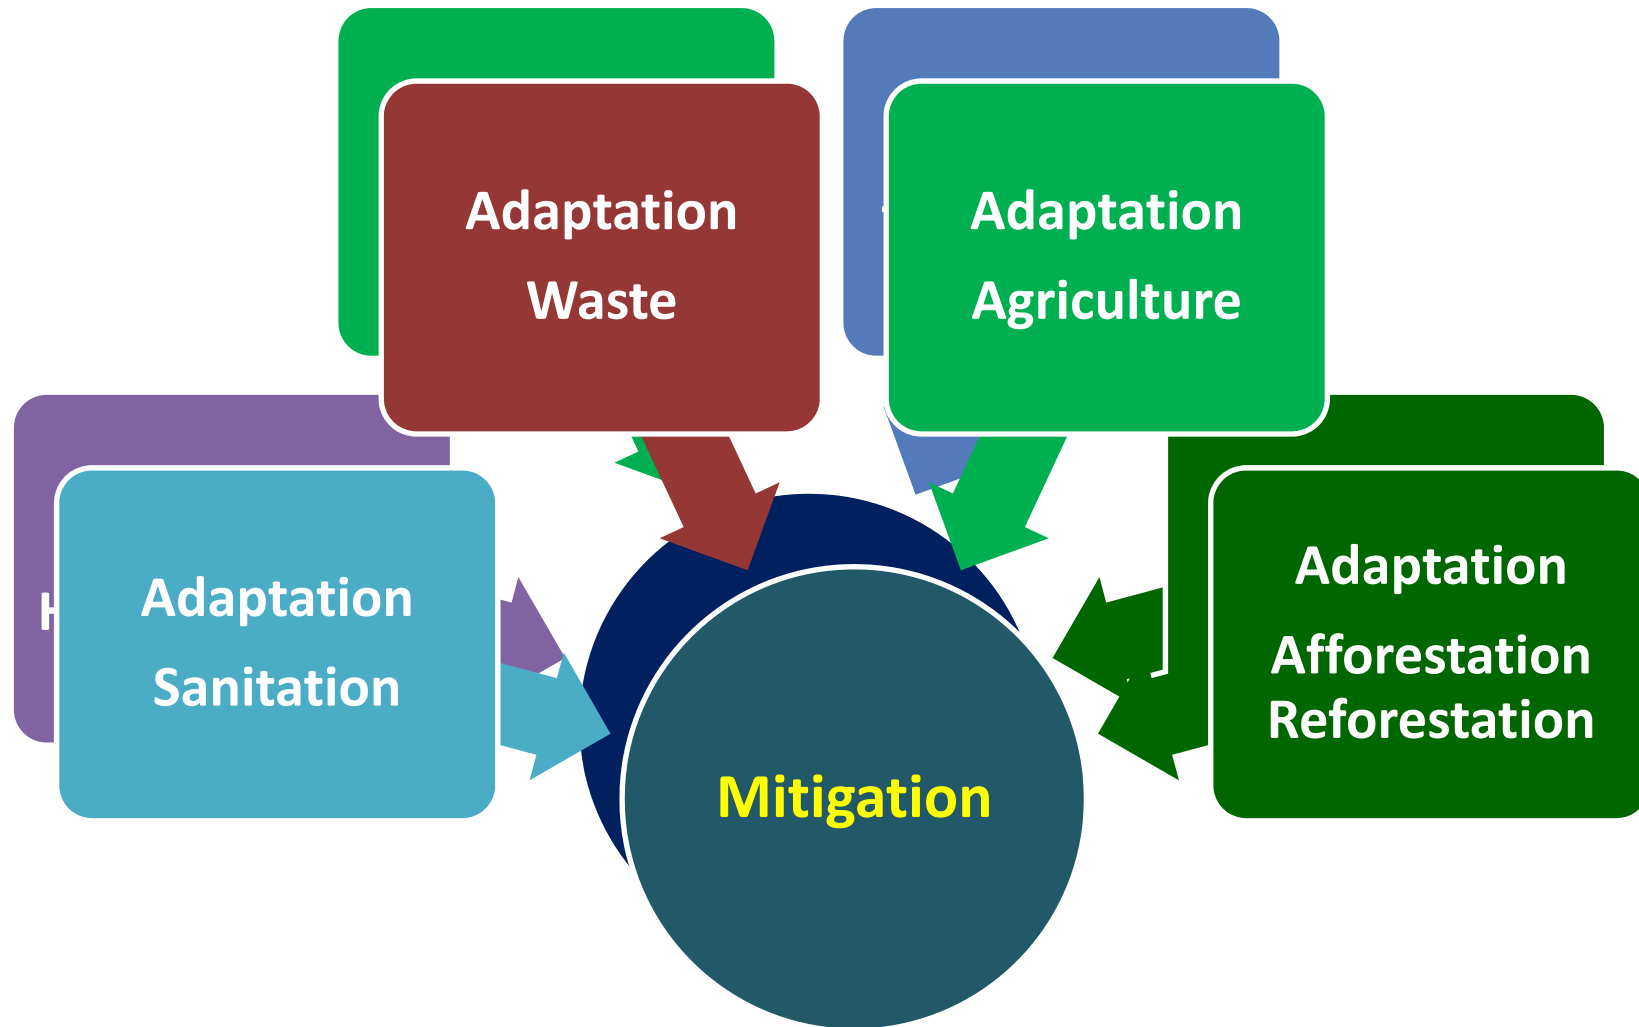 Adaptation
Waste
Adaptation
Agriculture
Adaptation
Sanitation
Adaptation
Afforestation
Reforestation
Mitigation